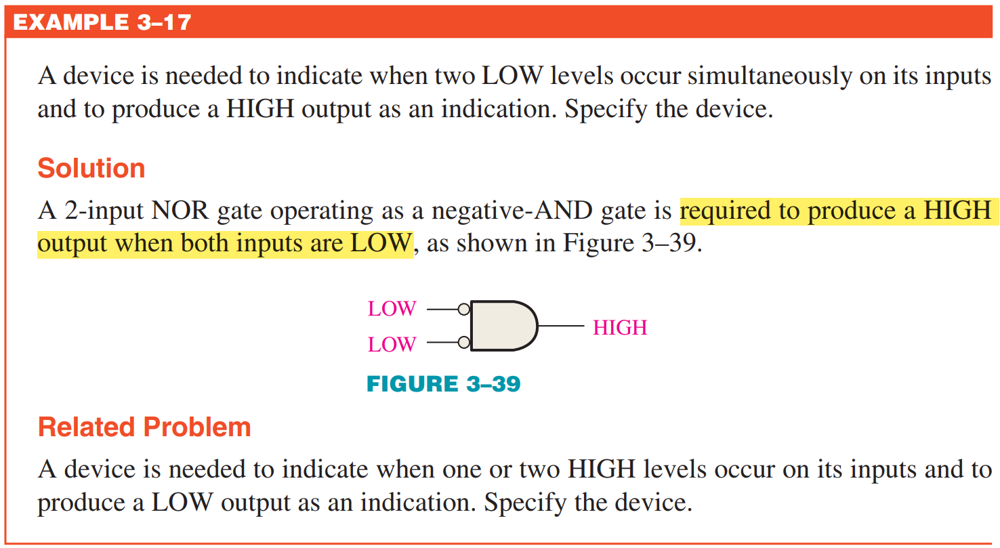 EXAMPLE 3–17
A device is needed to indicate when two LOW levels occur simultaneously on its inputs
and to produce a HIGH output as an indication. Specify the device.
Solution
A 2-input NOR gate operating as a negative-AND gate is required to produce a HIGH
output when both inputs are LOW, as shown in Figure 3–39.
LOW
LOW
HIGH
FIGURE 3–39
Related Problem
A device is needed to indicate when one or two HIGH levels occur on its inputs and to
produce a LOW output as an indication. Specify the device.